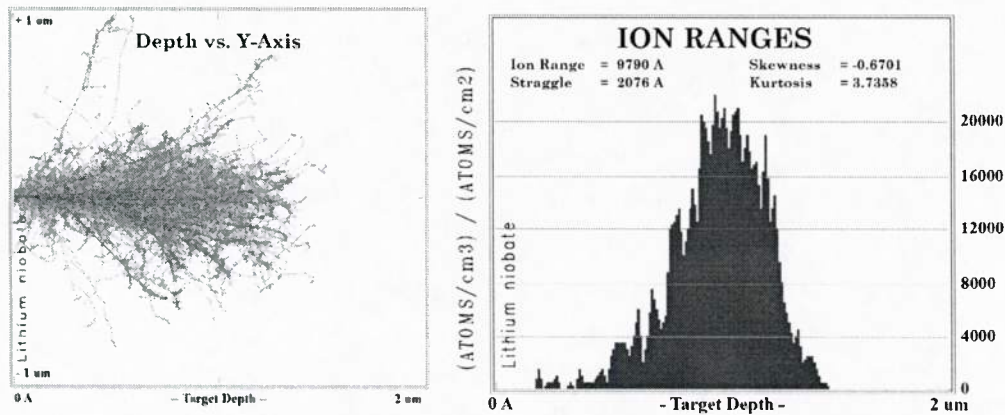 + 1 um
Depth vs. Y-Axis
Lithium niobate
- 1 um
0 A
- Target Depth -
2 um
ION RANGES
Ion Range = 9790 A
Skewness = -0.6701
Straggle = 2076 A
Kurtosis = 3.7358
(ATOMS/cm3) / (ATOMS/cm2)
Lithium niobate
20000
16000
12000
8000
4000
0
0 A
- Target Depth -
2 um